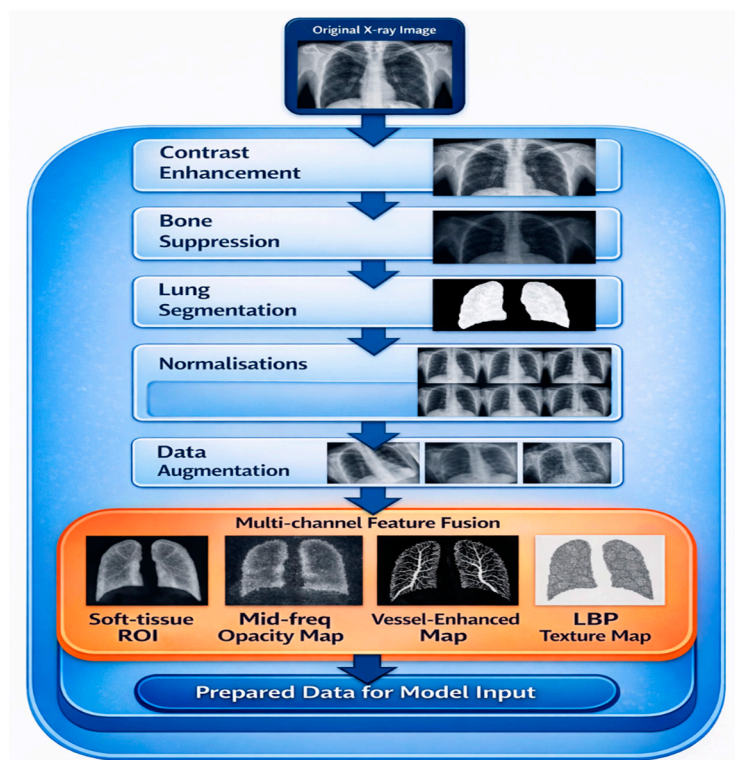 Original X-ray Image
Contrast
Enhancement
Bone
Suppression
Lung
Segmentation
Normalisations
Data
Augmentation
Multi-channel Feature Fusion
Soft-tissue
ROI
Mid-freq
Opacity Map
Vessel-Enhanced
Map
LBP
Texture Map
Prepared Data for Model Input